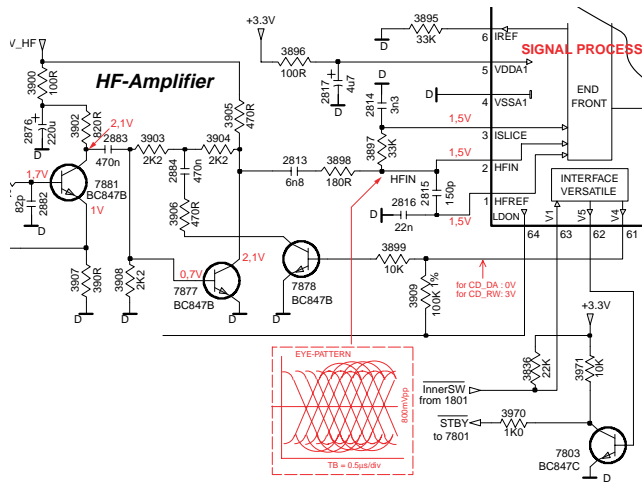 3895
33K
D
6
IREF
SIGNAL PROCESS
+3.3V
V_HF
3896
100R
5
VDDA1
END
FRONT
HF-Amplifier
3900
100R
3905
470R
2817
4u7
D
2814
3n3
D
4
VSSA1
2876
220u
D
3902
820R
2,1V
2883
470n
3903
2K2
3904
2K2
3897
33K
1,5V
3
ISLICE
2884
470n
2813
6n8
3898
180R
HFIN
1,5V
2
HFIN
INTERFACE
VERSATILE
1,7V
7881
BC847B
82p
2882
D
1V
3906
470R
2815
150p
2816
22n
D
1,5V
1
HFREF
LDON
V1
V5
V4
64
63
62
61
3907
390R
D
3908
2K2
D
0,7V
2,1V
7877
BC847B
D
7878
BC847B
D
3899
10K
3909
100K 1%
D
for CD_DA : 0V
for CD_RW: 3V
+3.3V
EYE-PATTERN
800mVpp
TB = 0.5µs/div
3836
22K
3971
10K
InnerSW
from 1801
STBY
to 7801
3970
1K0
7803
BC847C
D